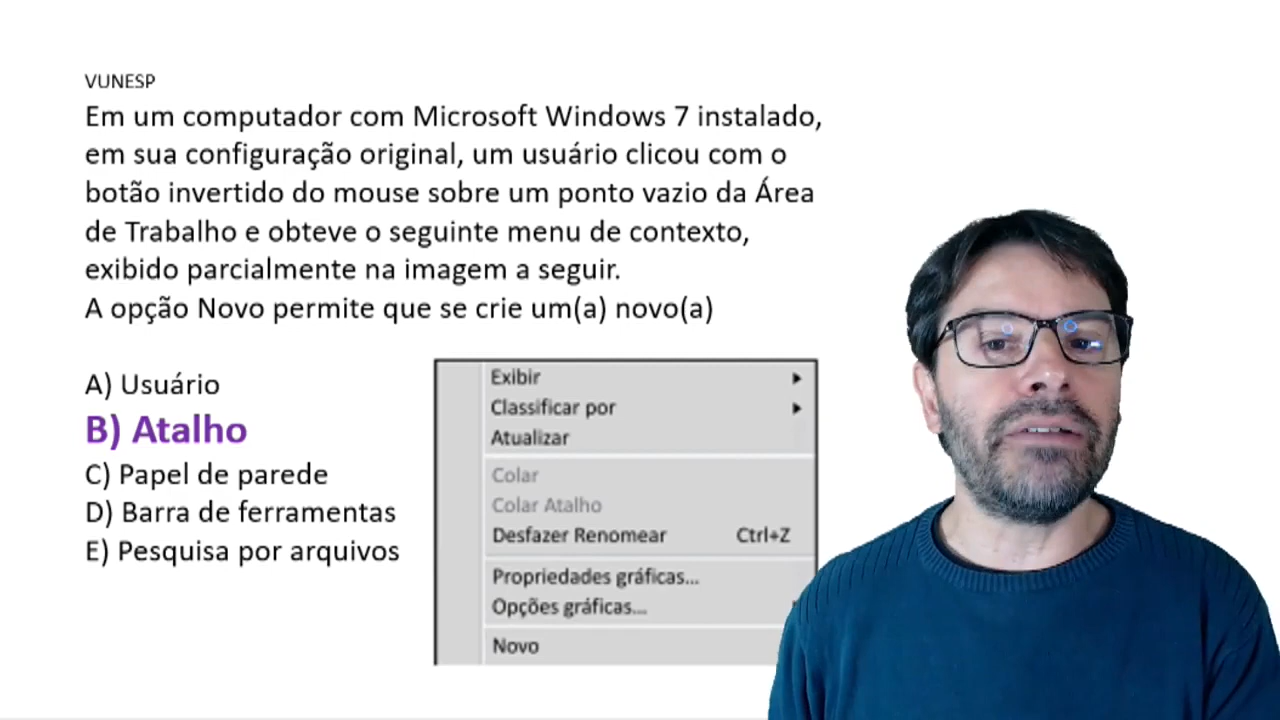 VUNESP
Em um computador com Microsoft Windows 7 instalado,
em sua configuração original, um usuário clicou com o
botão invertido do mouse sobre um ponto vazio da Área
de Trabalho e obteve o seguinte menu de contexto,
exibido parcialmente na imagem a seguir.
A opção Novo permite que se crie um(a) novo(a)
A) Usuário
B) Atalho
C) Papel de parede
D) Barra de ferramentas
E) Pesquisa por arquivos
Exibir
Classificar por
Atualizar
Colar
Colar Atalho
Desfazer Renomear Ctrl+Z
Propriedades gráficas...
Opções gráficas...
Novo